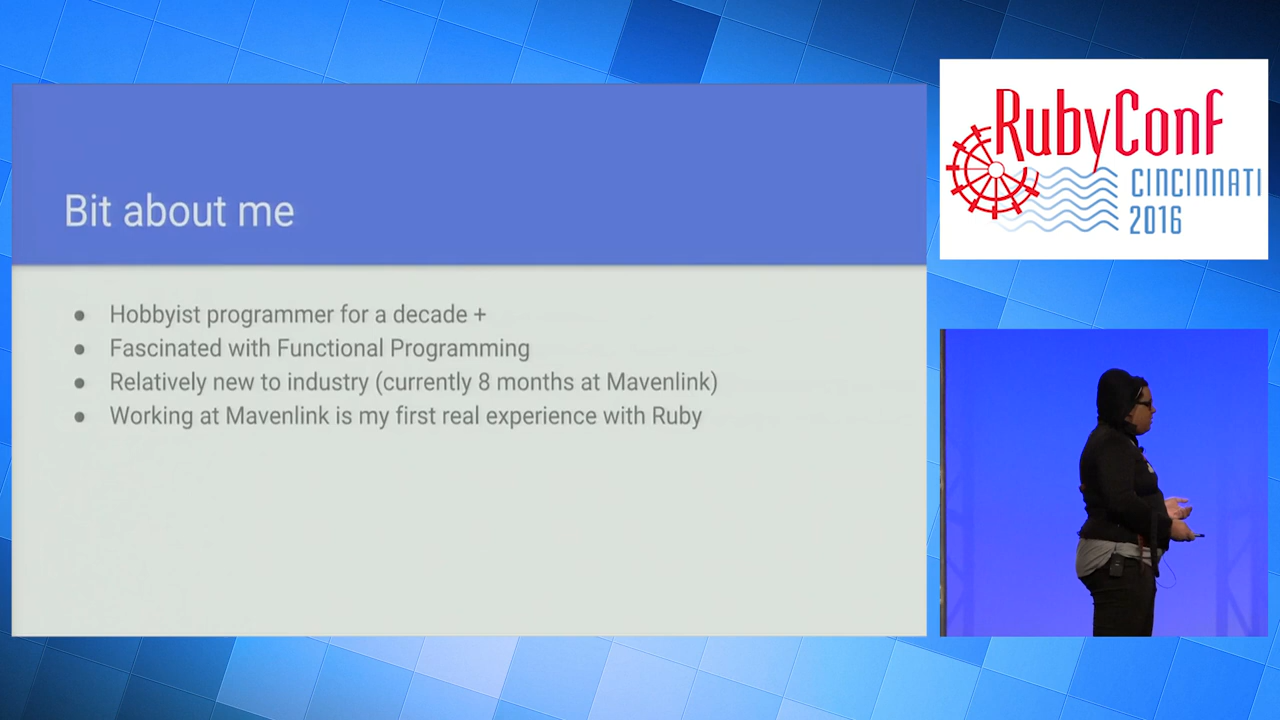 Bit about me
● Hobbyist programmer for a decade +
● Fascinated with Functional Programming
● Relatively new to industry (currently 8 months at Mavenlink)
● Working at Mavenlink is my first real experience with Ruby
RubyConf
CINCINNATI
2016